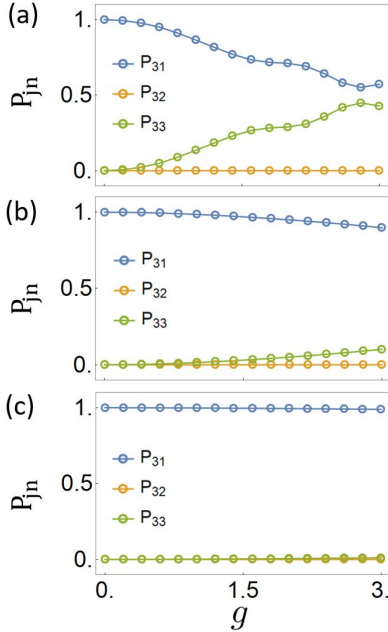 (a)
1.
P₃₁
P₃₂
P₃₃
Pjn
0.5
0.
(b)
1.
P₃₁
P₃₂
P₃₃
Pjn
0.5
0.
(c)
1.
P₃₁
P₃₂
P₃₃
Pjn
0.5
0.
0. 1.5 3.
g